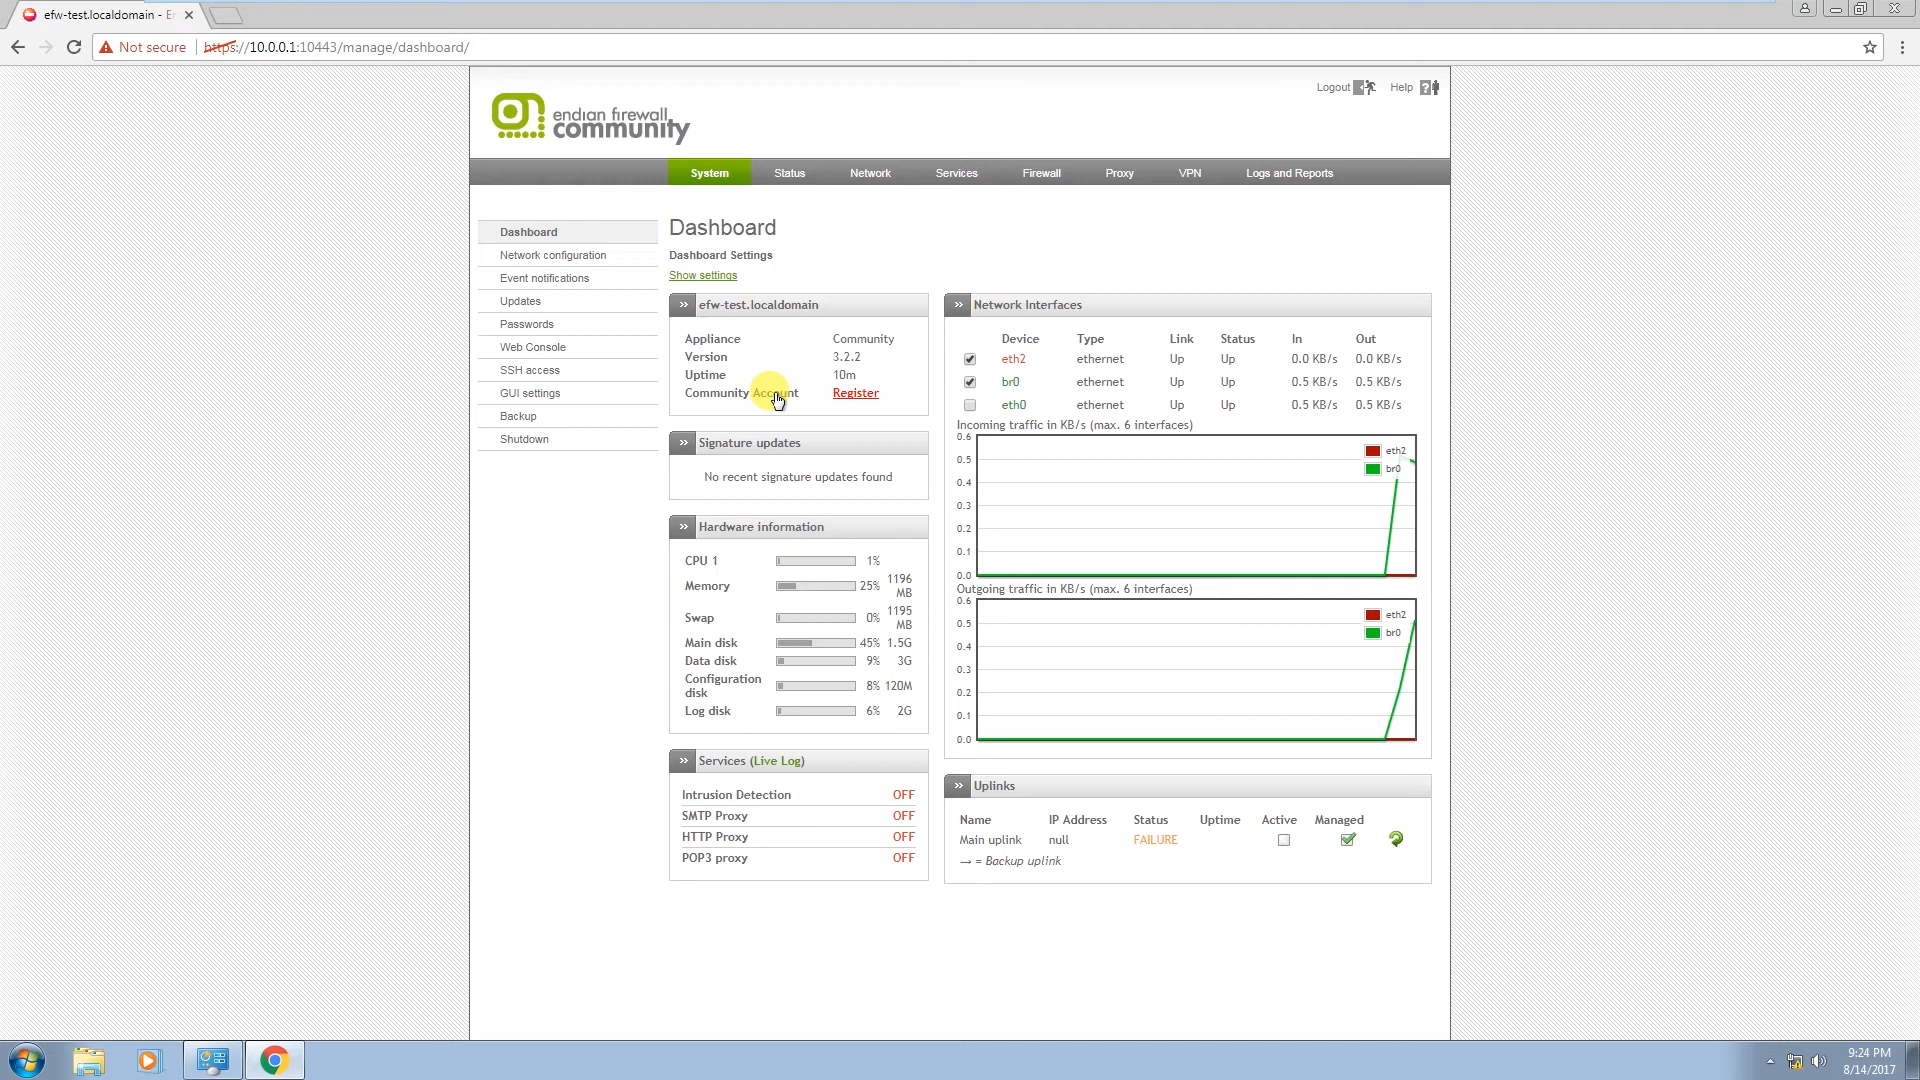 efw-test.localdomain - En
Not secure https://10.0.0.1:10443/manage/dashboard/
Logout Help
endian firewall
community
System Status Network Services Firewall Proxy VPN Logs and Reports
Dashboard
Network configuration
Event notifications
Updates
Passwords
Web Console
SSH access
GUI settings
Backup
Shutdown
Dashboard
Dashboard Settings
Show settings
efw-test.localdomain
Appliance Community
Version 3.2.2
Uptime 10m
Community Account Register
Signature updates
No recent signature updates found
Hardware information
CPU 1 1%
Memory 25% 1196 MB
Swap 0% 1195 MB
Main disk 45% 1.5G
Data disk 9% 3G
Configuration disk 8% 120M
Log disk 6% 2G
Services (Live Log)
Intrusion Detection OFF
SMTP Proxy OFF
HTTP Proxy OFF
POP3 proxy OFF
Network Interfaces
Device Type Link Status In Out
eth2 ethernet Up Up 0.0 KB/s 0.0 KB/s
br0 ethernet Up Up 0.5 KB/s 0.5 KB/s
eth0 ethernet Up Up 0.5 KB/s 0.5 KB/s
Incoming traffic in KB/s (max. 6 interfaces)
0.6
0.5
0.4
0.3
0.2
0.1
0.0
eth2
br0
Outgoing traffic in KB/s (max. 6 interfaces)
0.6
0.5
0.4
0.3
0.2
0.1
0.0
eth2
br0
Uplinks
Name IP Address Status Uptime Active Managed
Main uplink null FAILURE
→ = Backup uplink
9:24 PM
8/14/2017